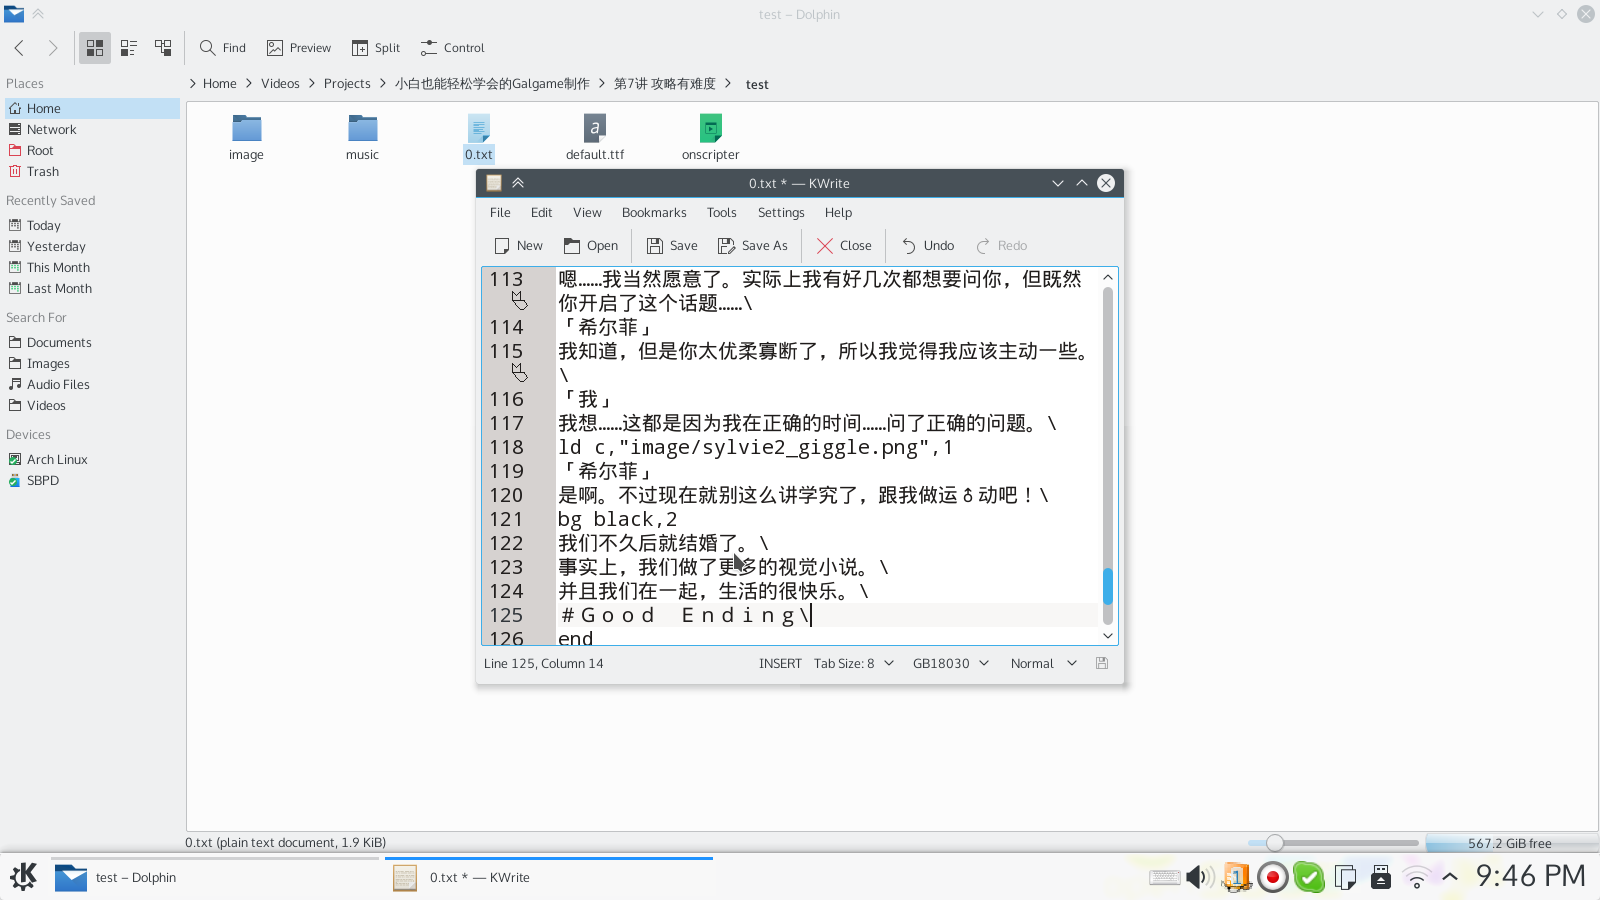 test – Dolphin
Find
Preview
Split
Control
Places
Home
Network
Root
Trash
Recently Saved
Today
Yesterday
This Month
Last Month
Search For
Documents
Images
Audio Files
Videos
Devices
Arch Linux
SBPD
Home
Videos
Projects
小白也能轻松学会的Galgame制作
第7讲 攻略有难度
test
image
music
0.txt
default.ttf
onscripter
0.txt * — KWrite
File Edit View Bookmarks Tools Settings Help
New Open Save Save As Close Undo Redo
113 嗯……我当然愿意了。实际上我有好几次都想要问你，但既然
你开启了这个话题……\
114 「希尔菲」
115 我知道，但是你太优柔寡断了，所以我觉得我应该主动一些。
\
116 「我」
117 我想……这都是因为我在正确的时间……问了正确的问题。\
118 ld c,"image/sylvie2_giggle.png",1
119 「希尔菲」
120 是啊。不过现在就别这么讲学究了，跟我做运♂动吧！\
121 bg black,2
122 我们不久后就结婚了。\
123 事实上，我们做了更多的视觉小说。\
124 并且我们在一起，生活的很快乐。\
125 #Ｇｏｏｄ　Ｅｎｄｉｎｇ\
126 end
Line 125, Column 14
INSERT
Tab Size: 8
GB18030
Normal
0.txt (plain text document, 1.9 KiB)
567.2 GiB free
test – Dolphin
0.txt * — KWrite
9:46 PM